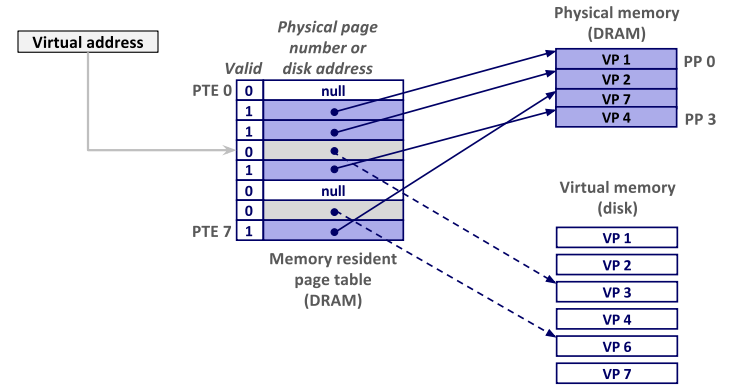 Virtual address
Physical page
number or
disk address
Valid
PTE 0
0
null
1
1
0
1
0
null
0
PTE 7
1
Memory resident
page table
(DRAM)
Physical memory
(DRAM)
VP 1
PP 0
VP 2
VP 7
VP 4
PP 3
Virtual memory
(disk)
VP 1
VP 2
VP 3
VP 4
VP 6
VP 7